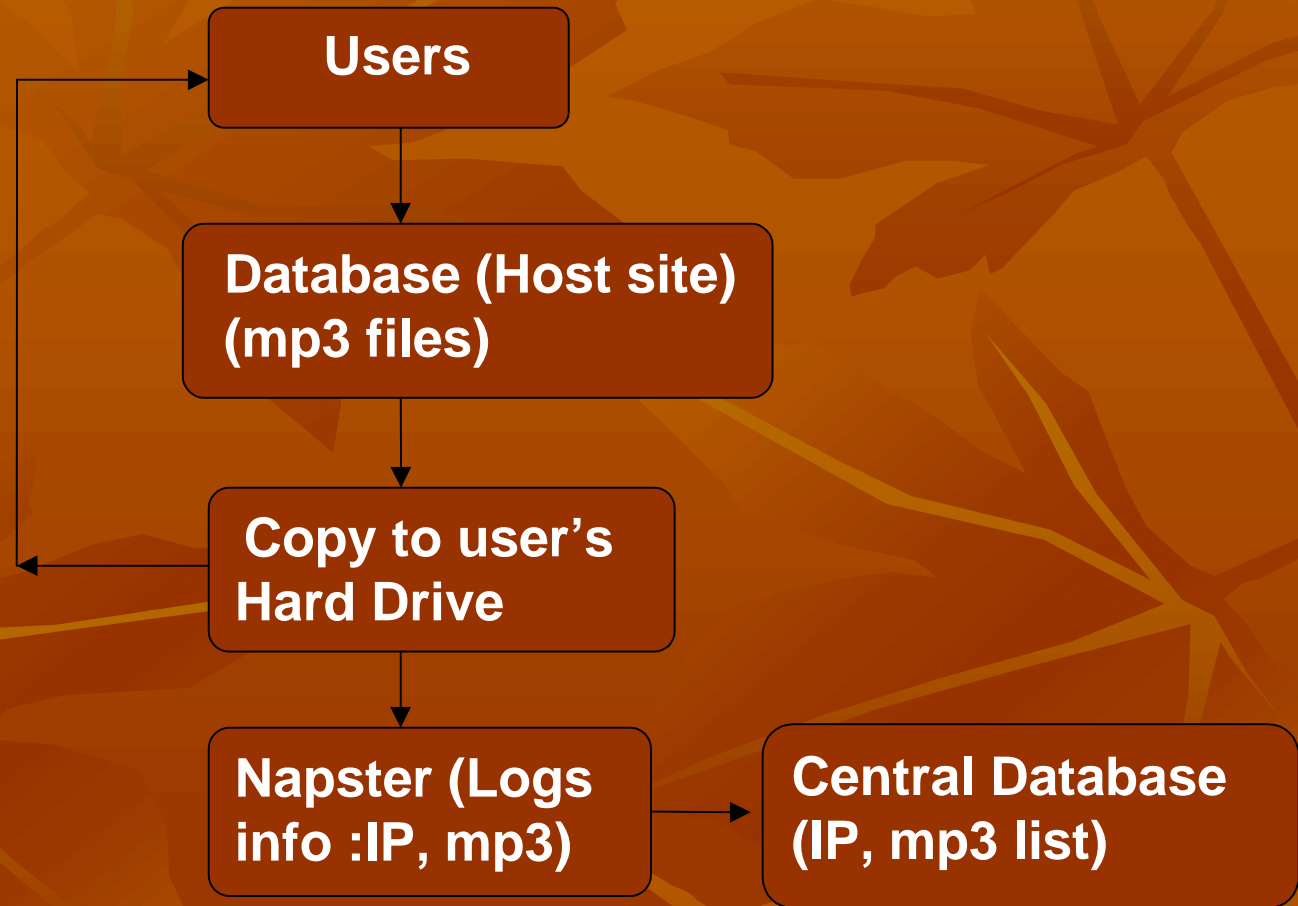 Users
Database (Host site)
(mp3 files)
Copy to user’s
Hard Drive
Napster (Logs
info :IP, mp3)
Central Database
(IP, mp3 list)